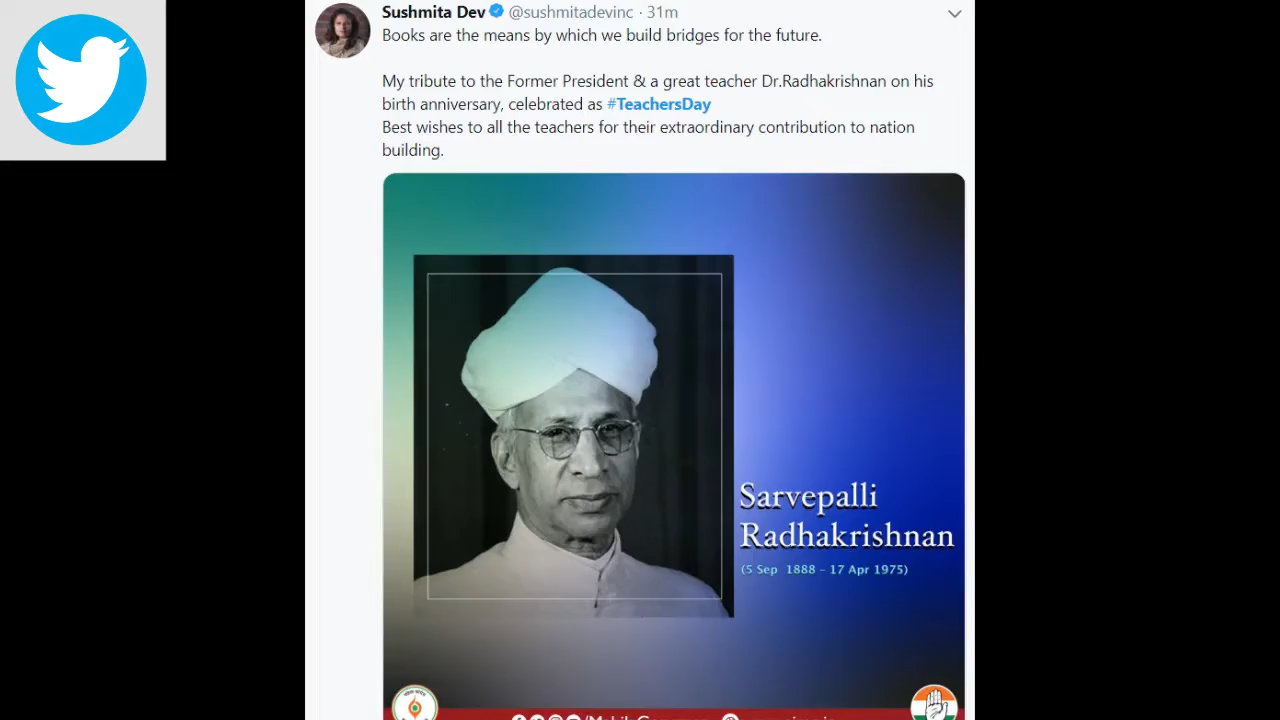 Sushmita Dev @sushmitadevinc · 31m
Books are the means by which we build bridges for the future.
My tribute to the Former President & a great teacher Dr.Radhakrishnan on his
birth anniversary, celebrated as #TeachersDay
Best wishes to all the teachers for their extraordinary contribution to nation
building.
Sarvepalli
Radhakrishnan
(5 Sep 1888 – 17 Apr 1975)